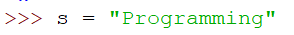 >>> s = "Programming"